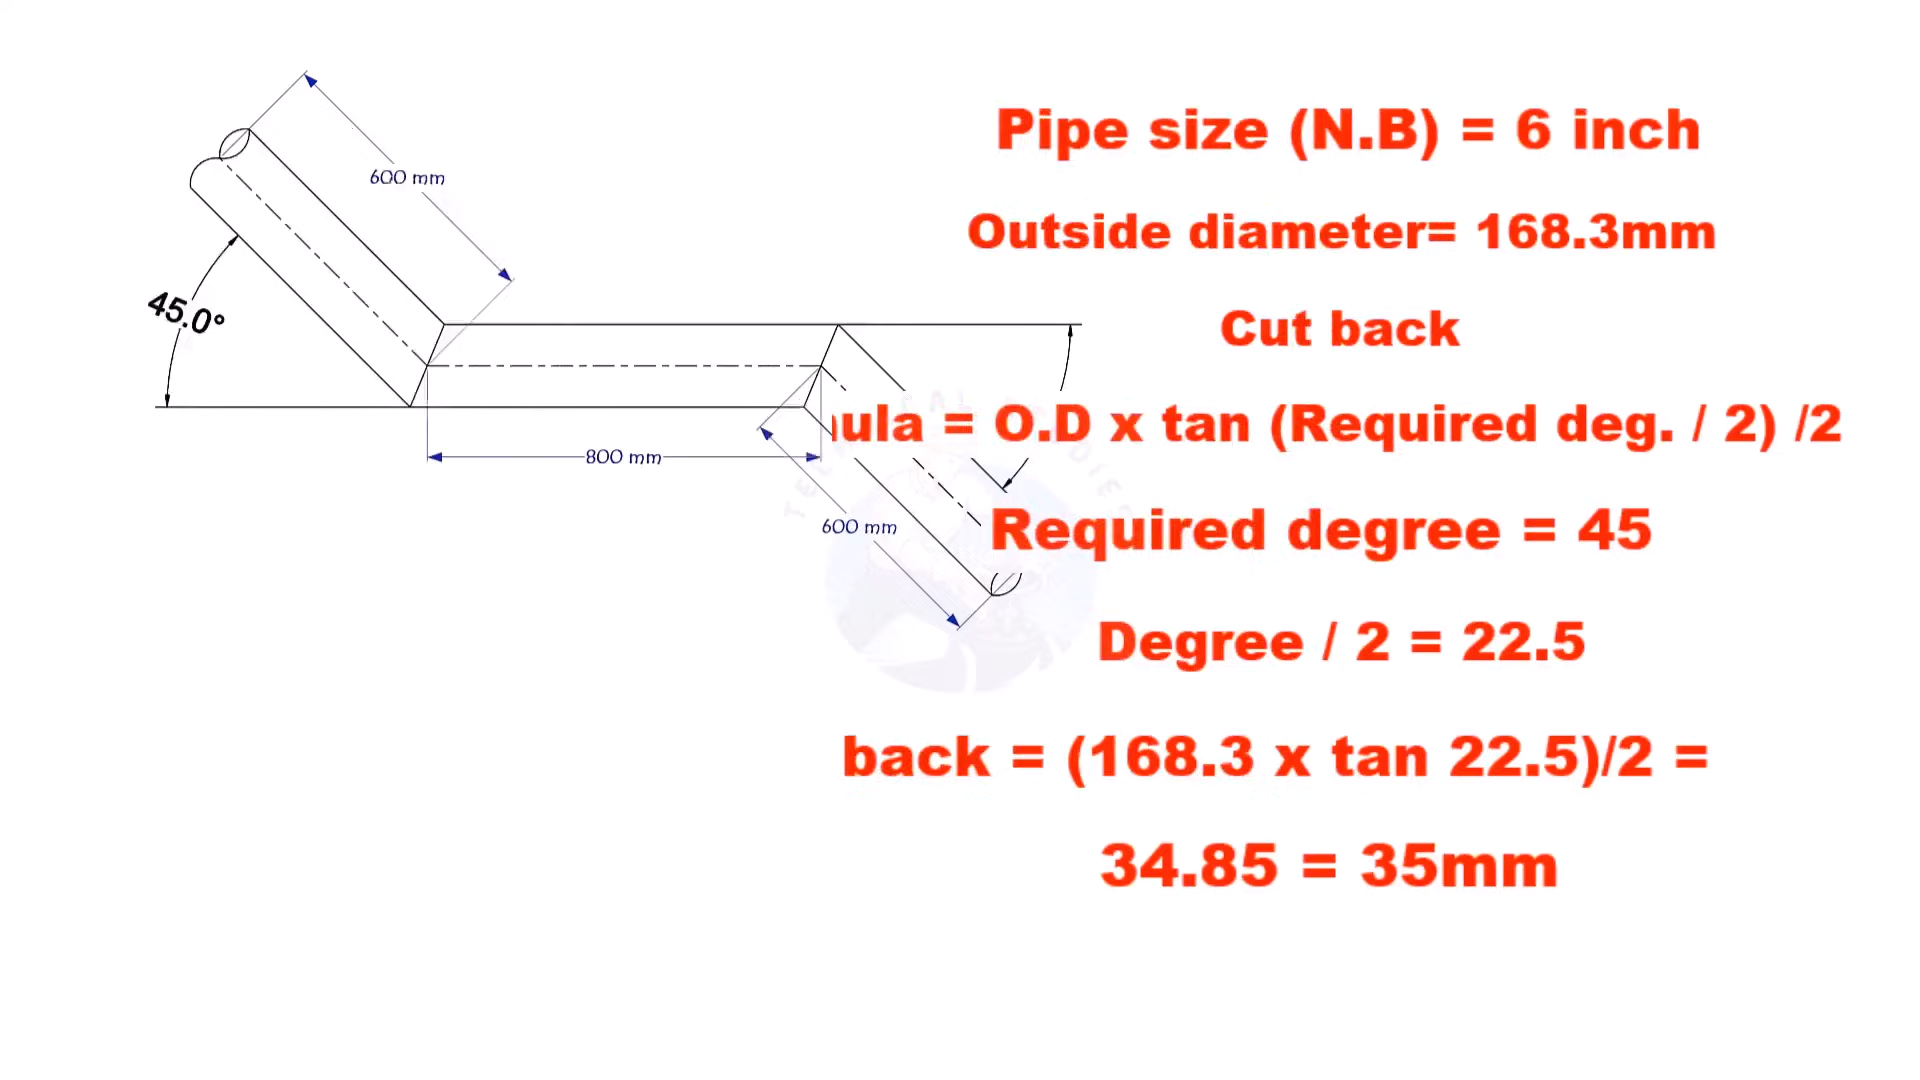 600 mm
45.0°
800 mm
600 mm
Pipe size (N.B) = 6 inch
Outside diameter= 168.3mm
Cut back
ula = O.D x tan (Required deg. / 2) /2
Required degree = 45
Degree / 2 = 22.5
back = (168.3 x tan 22.5)/2 =
34.85 = 35mm